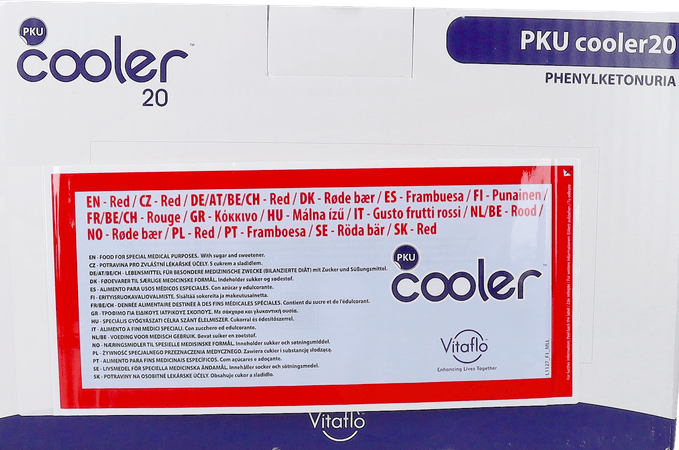 PKU
cooler™
20
PKU cooler20
PHENYLKETONURIA
EN - Red / CZ - Red / DE/AT/BE/CH - Red / DK - Røde bær / ES - Frambuesa / FI - Punainen /
FR/BE/CH - Rouge / GR - Κόκκινο / HU - Málna ízű / IT - Gusto frutti rossi / NL/BE - Rood /
NO - Røde bær / PL - Red / PT - Framboesa / SE - Röda bär / SK - Red
EN - FOOD FOR SPECIAL MEDICAL PURPOSES. With sugar and sweetener.
CZ - POTRAVINA PRO ZVLÁŠTNÍ LÉKAŘSKÉ ÚČELY. S cukrem a sladidlem.
DE/AT/BE/CH - LEBENSMITTEL FÜR BESONDERE MEDIZINISCHE ZWECKE (BILANZIERTE DIÄT) mit Zucker und Süßungsmittel.
DK - FØDEVARER TIL SÆRLIGE MEDICINSKE FORMÅL. Indeholder sukker og sødestof.
ES - ALIMENTO PARA USOS MÉDICOS ESPECIALES. Con azúcar y edulcorante.
FI - ERITYISRUOKAVALIOVALMISTE. Sisältää sokereita ja makeutusainetta.
FR/BE/CH - DENRÉE ALIMENTAIRE DESTINÉE À DES FINS MÉDICALES SPÉCIALES. Contient du sucre et de l'édulcorant.
GR - ΤΡΟΦΙΜΟ ΓΙΑ ΕΙΔΙΚΟΥΣ ΙΑΤΡΙΚΟΥΣ ΣΚΟΠΟΥΣ. Με σάκχαρα και γλυκαντική ουσία.
HU - SPECIÁLIS GYÓGYÁSZATI CÉLRA SZÁNT ÉLELMISZER. Cukorral és édesítőszerrel.
IT - ALIMENTO A FINI MEDICI SPECIALI. Con zucchero ed edulcorante.
NL/BE - VOEDING VOOR MEDISCH GEBRUIK. Bevat suiker en zoetstof.
NO - NÆRINGSMIDLER TIL SPESIELLE MEDISINSKE FORMÅL. Inneholder sukker och søtningsmiddel.
PL - ŻYWNOŚĆ SPECJALNEGO PRZEZNACZENIA MEDYCZNEGO. Zawiera cukier i substancję słodzącą.
PT - ALIMENTO PARA FINS MEDICINAIS ESPECÍFICOS. Com açúcares e adoçante.
SE - LIVSMEDEL FÖR SPECIELLA MEDICINSKA ÄNDAMÅL. Innehåller socker och sötningsmedel.
SK - POTRAVINY NA OSOBITNÉ LEKÁRSKE ÚČELY. Obsahuje cukor a sladidlo.
PKU
cooler™
Vitaflo
Enhancing Lives Together
Vitaflo